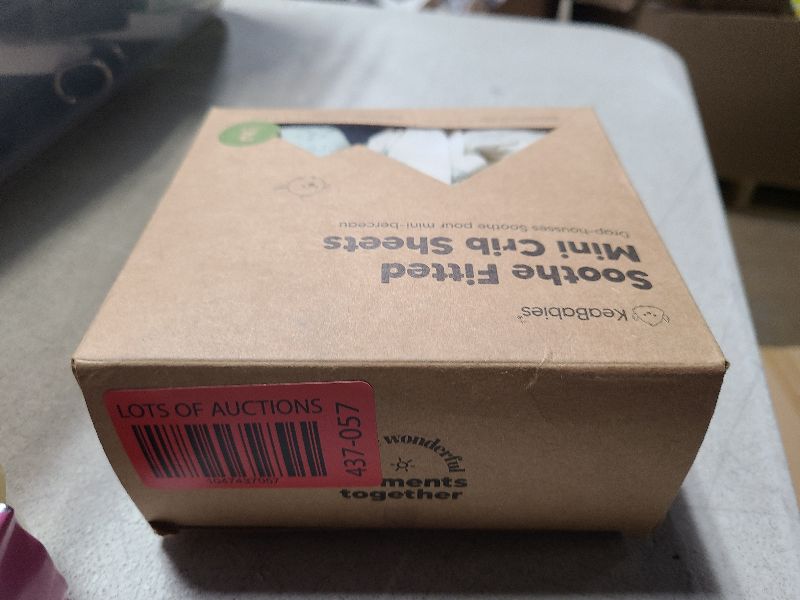 KeaBabies
Soothe Fitted
Mini Crib Sheets
Drap-housses Soothe pour mini-berceau
LOTS OF AUCTIONS
437-057
1047437057
wonderful
ments
together